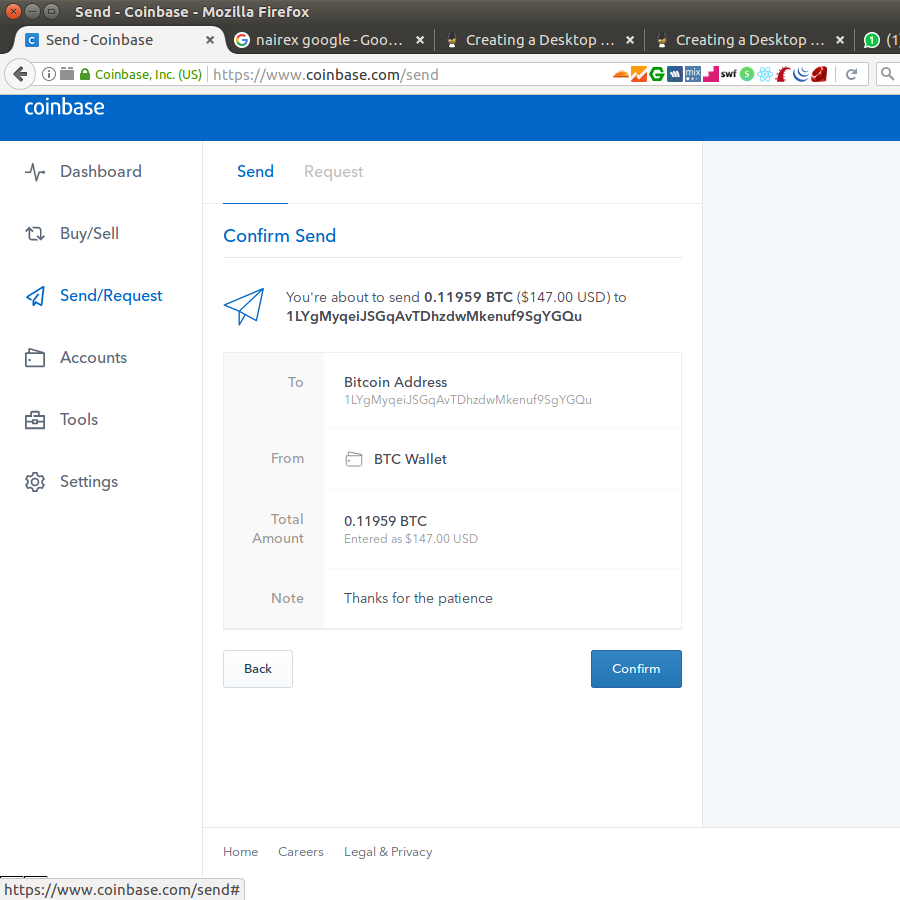 Send - Coinbase - Mozilla Firefox
Send - Coinbase
nairex google - Goo...
Creating a Desktop ...
Creating a Desktop ...
(1)
Coinbase, Inc. (US)
https://www.coinbase.com/send
mix
swf
S
coinbase
Dashboard
Buy/Sell
Send/Request
Accounts
Tools
Settings
Send
Request
Confirm Send
You're about to send 0.11959 BTC ($147.00 USD) to
1LYgMyqeiJSGqAvTDhzdwMkenuf9SgYGQu
To
Bitcoin Address
1LYgMyqeiJSGqAvTDhzdwMkenuf9SgYGQu
From
BTC Wallet
Total
Amount
0.11959 BTC
Entered as $147.00 USD
Note
Thanks for the patience
Back
Confirm
Home
Careers
Legal & Privacy
https://www.coinbase.com/send#